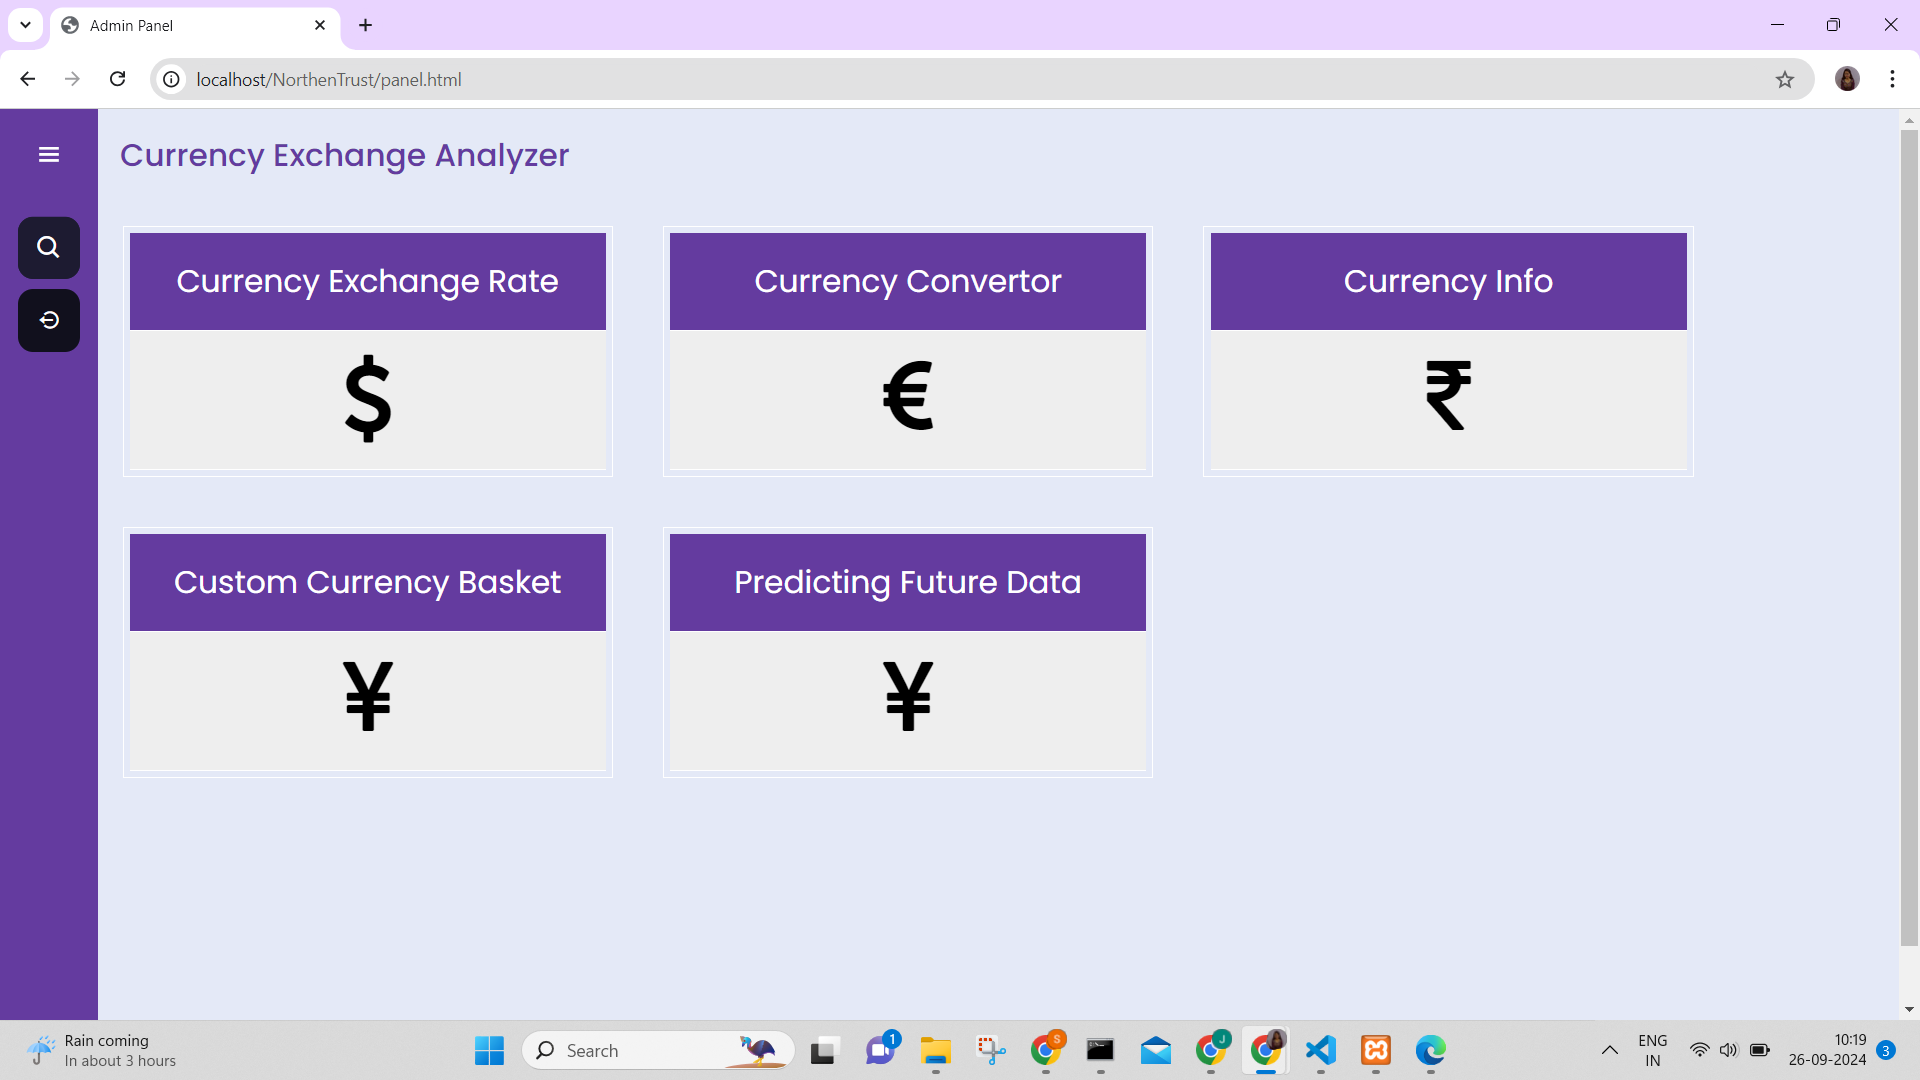 Admin Panel
localhost/NorthenTrust/panel.html
Currency Exchange Analyzer
Currency Exchange Rate
$
Currency Convertor
€
Currency Info
₹
Custom Currency Basket
¥
Predicting Future Data
¥
Rain coming
In about 3 hours
Search
1
S
J
ENG
IN
10:19
26-09-2024
3